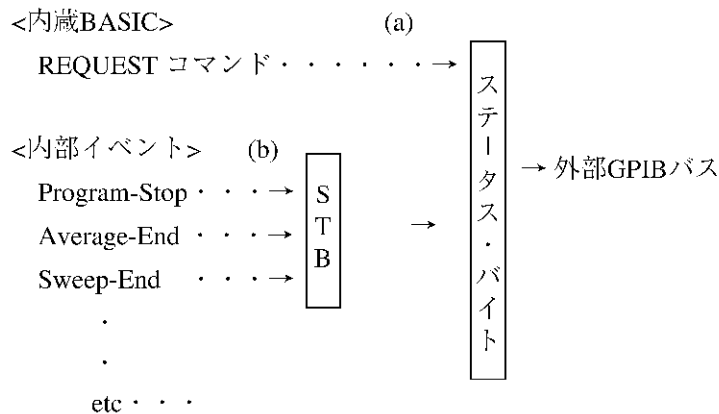 <内蔵BASIC> (a)
REQUEST コマンド・・・・・・→
<内部イベント> (b)
Program-Stop・・・→
Average-End ・・・→
Sweep-End ・・・→
・
・
etc・・・
STB
→
ステータス・バイト
→外部GPIBバス